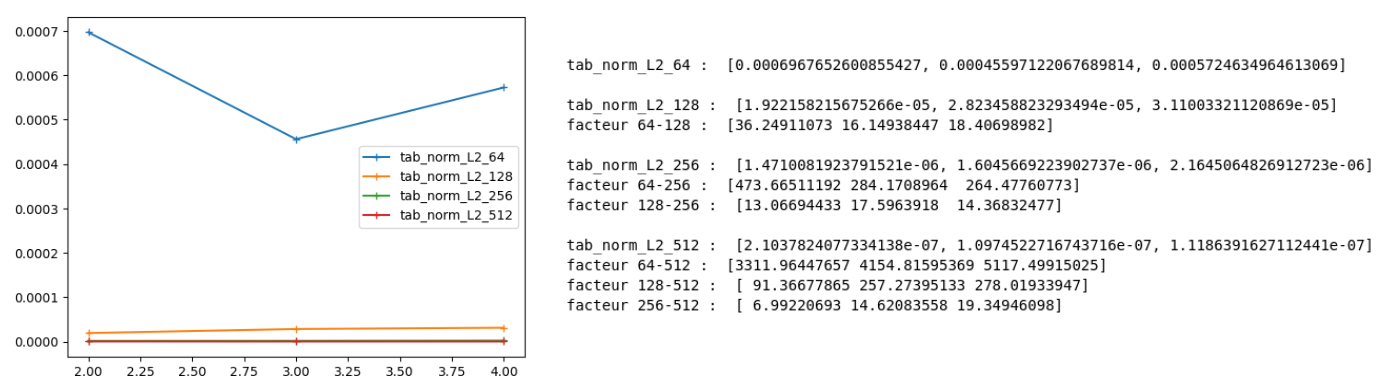 0.0007
0.0006
0.0005
0.0004
0.0003
0.0002
0.0001
0.0000
2.00 2.25 2.50 2.75 3.00 3.25 3.50 3.75 4.00
tab_norm_L2_64
tab_norm_L2_128
tab_norm_L2_256
tab_norm_L2_512
tab_norm_L2_64 :  [0.0006967652600855427, 0.00045597122067689814, 0.0005724634964613069]
tab_norm_L2_128 :  [1.922158215675266e-05, 2.823458823293494e-05, 3.11003321120869e-05]
facteur 64-128 :  [36.24911073 16.14938447 18.40698982]
tab_norm_L2_256 :  [1.4710081923791521e-06, 1.6045669223902737e-06, 2.1645064826912723e-06]
facteur 64-256 :  [473.66511192 284.1708964  264.47760773]
facteur 128-256 :  [13.06694433 17.5963918  14.36832477]
tab_norm_L2_512 :  [2.1037824077334138e-07, 1.0974522716743716e-07, 1.1186391627112441e-07]
facteur 64-512 :  [3311.96447657 4154.81595369 5117.49915025]
facteur 128-512 :  [ 91.36677865 257.27395133 278.01933947]
facteur 256-512 :  [ 6.99220693 14.62083558 19.34946098]